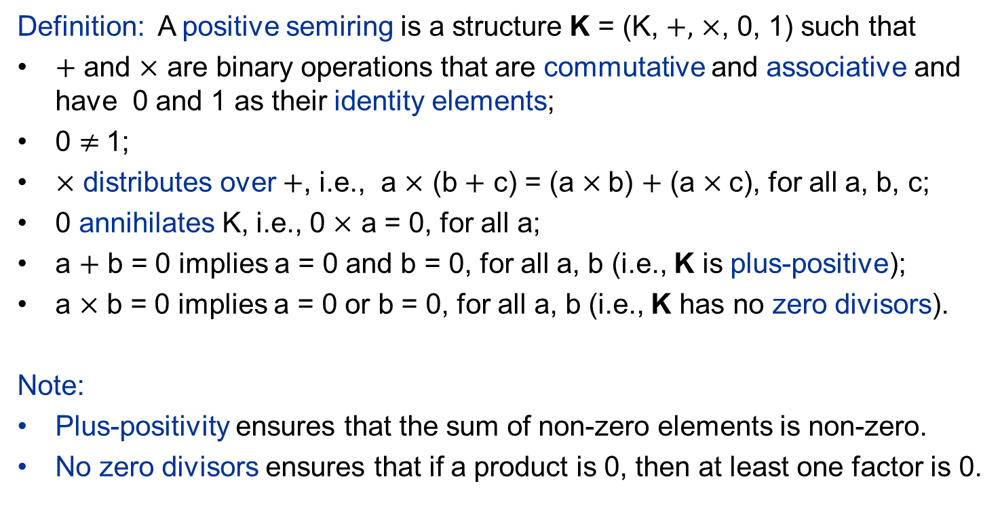 Definition: A positive semiring is a structure K = (K, +, ×, 0, 1) such that
• + and × are binary operations that are commutative and associative and
have 0 and 1 as their identity elements;
• 0 ≠ 1;
• × distributes over +, i.e., a × (b + c) = (a × b) + (a × c), for all a, b, c;
• 0 annihilates K, i.e., 0 × a = 0, for all a;
• a + b = 0 implies a = 0 and b = 0, for all a, b (i.e., K is plus-positive);
• a × b = 0 implies a = 0 or b = 0, for all a, b (i.e., K has no zero divisors).
Note:
• Plus-positivity ensures that the sum of non-zero elements is non-zero.
• No zero divisors ensures that if a product is 0, then at least one factor is 0.